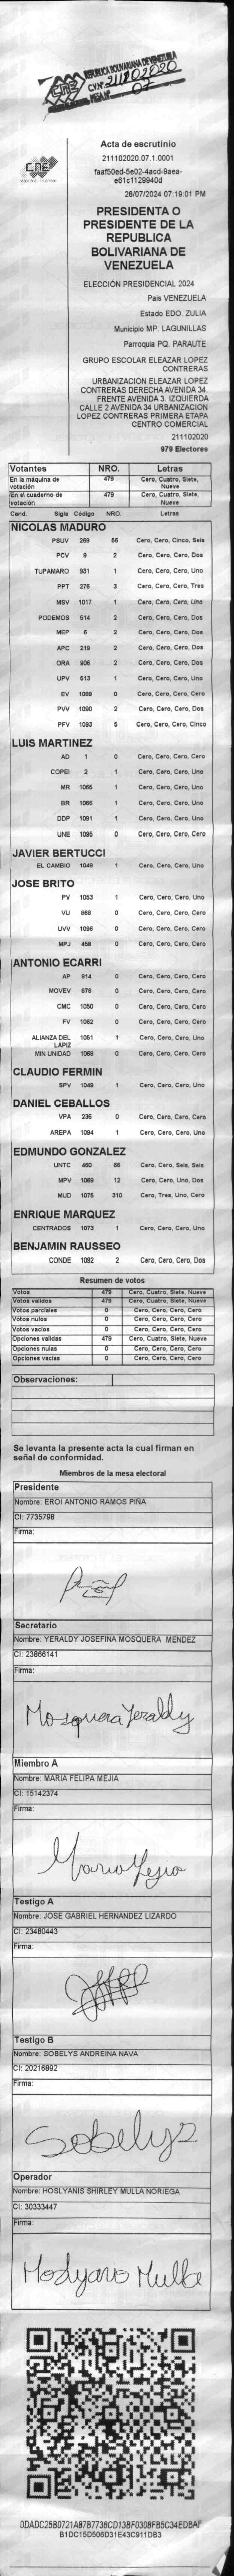 REPUBLICA BOLIVARIANA DE VENEZUELA
CNE
CV Nº 211102020
MESA Nº 07
CNE
Acta de escrutinio
211102020.07.1.0001
faaf50ed-5e02-4acd-9aea-
e61c1129940d
28/07/2024 07:19:01 PM
PRESIDENTA O
PRESIDENTE DE LA
REPUBLICA
BOLIVARIANA DE
VENEZUELA
ELECCIÓN PRESIDENCIAL 2024
Pais VENEZUELA
Estado EDO. ZULIA
Municipio MP. LAGUNILLAS
Parroquia PQ. PARAUTE
GRUPO ESCOLAR ELEAZAR LOPEZ
CONTRERAS
URBANIZACION ELEAZAR LOPEZ
CONTRERAS DERECHA AVENIDA 34.
FRENTE AVENIDA 3. IZQUIERDA
CALLE 2 AVENIDA 34 URBANIZACION
LOPEZ CONTRERAS PRIMERA ETAPA
CENTRO COMERCIAL
211102020
979 Electores
Votantes NRO. Letras
En la máquina de votación 479 Cero, Cuatro, Siete, Nueve
En el cuaderno de votación 479 Cero, Cuatro, Siete, Nueve
Cand. Sigla Código NRO. Letras
NICOLAS MADURO
PSUV 269 56 Cero, Cero, Cinco, Seis
PCV 9 2 Cero, Cero, Cero, Dos
TUPAMARO 931 1 Cero, Cero, Cero, Uno
PPT 276 3 Cero, Cero, Cero, Tres
MSV 1017 1 Cero, Cero, Cero, Uno
PODEMOS 514 2 Cero, Cero, Cero, Dos
MEP 6 2 Cero, Cero, Cero, Dos
APC 219 2 Cero, Cero, Cero, Dos
ORA 906 2 Cero, Cero, Cero, Dos
UPV 613 1 Cero, Cero, Cero, Uno
EV 1089 0 Cero, Cero, Cero, Cero
PVV 1090 2 Cero, Cero, Cero, Dos
PFV 1093 5 Cero, Cero, Cero, Cinco
LUIS MARTINEZ
AD 1 0 Cero, Cero, Cero, Cero
COPEI 2 1 Cero, Cero, Cero, Uno
MR 1065 1 Cero, Cero, Cero, Uno
BR 1066 1 Cero, Cero, Cero, Uno
DDP 1091 1 Cero, Cero, Cero, Uno
UNE 1095 0 Cero, Cero, Cero, Cero
JAVIER BERTUCCI
EL CAMBIO 1048 1 Cero, Cero, Cero, Uno
JOSE BRITO
PV 1053 1 Cero, Cero, Cero, Uno
VU 868 0 Cero, Cero, Cero, Cero
UVV 1096 0 Cero, Cero, Cero, Cero
MPJ 458 0 Cero, Cero, Cero, Cero
ANTONIO ECARRI
AP 814 0 Cero, Cero, Cero, Cero
MOVEV 876 0 Cero, Cero, Cero, Cero
CMC 1050 0 Cero, Cero, Cero, Cero
FV 1062 0 Cero, Cero, Cero, Cero
ALIANZA DEL LAPIZ 1051 1 Cero, Cero, Cero, Uno
MIN UNIDAD 1088 0 Cero, Cero, Cero, Cero
CLAUDIO FERMIN
SPV 1049 1 Cero, Cero, Cero, Uno
DANIEL CEBALLOS
VPA 236 0 Cero, Cero, Cero, Cero
AREPA 1094 1 Cero, Cero, Cero, Uno
EDMUNDO GONZALEZ
UNTC 460 66 Cero, Cero, Seis, Seis
MPV 1069 12 Cero, Cero, Uno, Dos
MUD 1075 310 Cero, Tres, Uno, Cero
ENRIQUE MARQUEZ
CENTRADOS 1073 1 Cero, Cero, Cero, Uno
BENJAMIN RAUSSEO
CONDE 1092 2 Cero, Cero, Cero, Dos
Resumen de votos
Votos 479 Cero, Cuatro, Siete, Nueve
Votos validos 479 Cero, Cuatro, Siete, Nueve
Votos parciales 0 Cero, Cero, Cero, Cero
Votos nulos 0 Cero, Cero, Cero, Cero
Votos vacios 0 Cero, Cero, Cero, Cero
Opciones validas 479 Cero, Cuatro, Siete, Nueve
Opciones nulas 0 Cero, Cero, Cero, Cero
Opciones vacias 0 Cero, Cero, Cero, Cero
Observaciones:
Se levanta la presente acta la cual firman en
señal de conformidad.
Miembros de la mesa electoral
Presidente
Nombre: EROI ANTONIO RAMOS PIÑA
CI: 7735798
Firma:
Secretario
Nombre: YERALDY JOSEFINA MOSQUERA MENDEZ
CI: 23866141
Firma:
Mosquera Yeraldy
Miembro A
Nombre: MARIA FELIPA MEJIA
CI: 15142374
Firma:
Maria Mejia
Testigo A
Nombre: JOSE GABRIEL HERNANDEZ LIZARDO
CI: 23480443
Firma:
Testigo B
Nombre: SOBELYS ANDREINA NAVA
CI: 20216892
Firma:
Sobelys
Operador
Nombre: HOSLYANIS SHIRLEY MULLA NORIEGA
CI: 30333447
Firma:
0DADC25B0721A87B7736CD13BF0308FB5C34EDBAF
B1DC15D506D31E43C911DB3